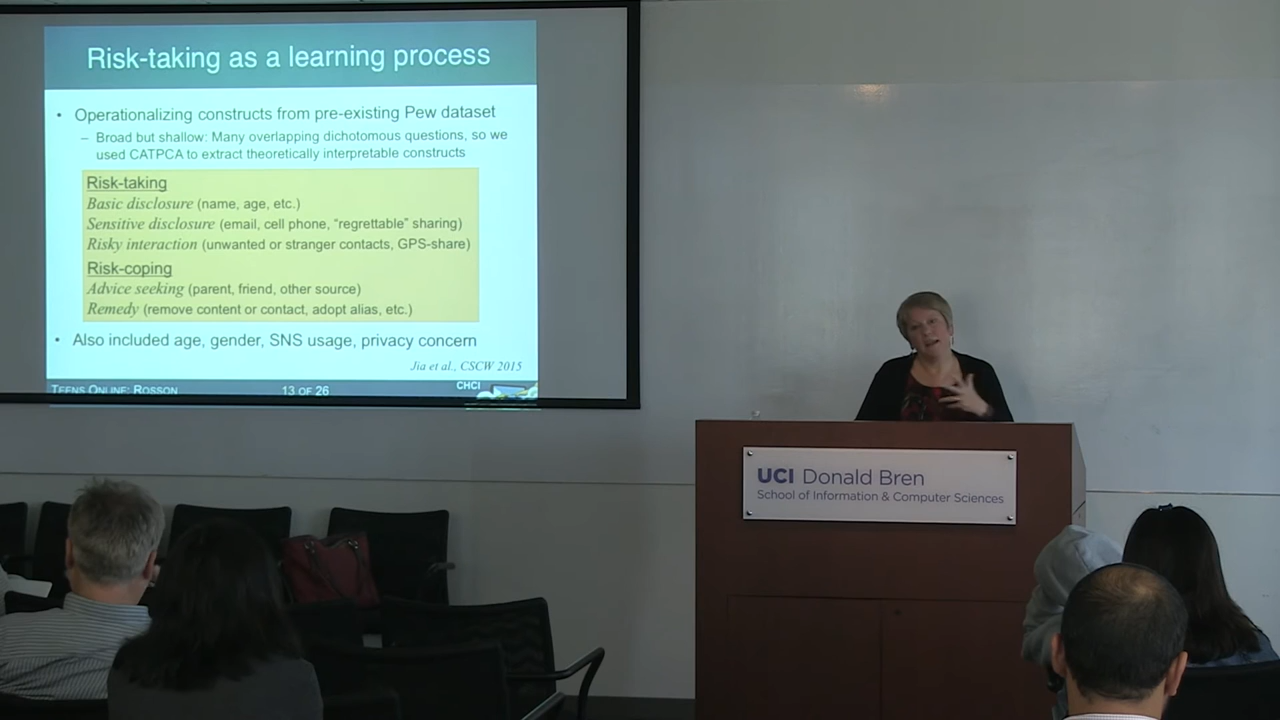 Risk-taking as a learning process
• Operationalizing constructs from pre-existing Pew dataset
– Broad but shallow: Many overlapping dichotomous questions, so we
used CATPCA to extract theoretically interpretable constructs
Risk-taking
Basic disclosure (name, age, etc.)
Sensitive disclosure (email, cell phone, “regrettable” sharing)
Risky interaction (unwanted or stranger contacts, GPS-share)
Risk-coping
Advice seeking (parent, friend, other source)
Remedy (remove content or contact, adopt alias, etc.)
• Also included age, gender, SNS usage, privacy concern
Jia et al., CSCW 2015
TEENS ONLINE: ROSSON 13 OF 26 CHCI
UCI Donald Bren
School of Information & Computer Sciences